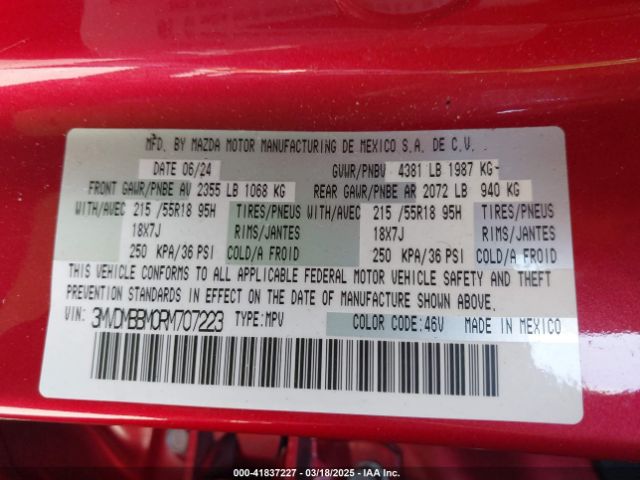 MFD. BY MAZDA MOTOR MANUFACTURING DE MEXICO S.A. DE C.V.
DATE 06/24 GVWR/PNBV 4381 LB 1987 KG
FRONT GAWR/PNBE AV 2355 LB 1068 KG REAR GAWR/PNBE AR 2072 LB 940 KG
WITH/AVEC 215 /55R18 95H TIRES/PNEUS WITH/AVEC 215 /55R18 95H TIRES/PNEUS
18X7J RIMS/JANTES 18X7J RIMS/JANTES
250 KPA/36 PSI COLD/A FROID 250 KPA/36 PSI COLD/A FROID
THIS VEHICLE CONFORMS TO ALL APPLICABLE FEDERAL MOTOR VEHICLE SAFETY AND THEFT
PREVENTION STANDARDS IN EFFECT ON THE DATE OF MANUFACTURE SHOWN ABOVE.
VIN: 3MVDMBBM0RM707223 TYPE:MPV
COLOR CODE:46V MADE IN MEXICO
000-41837227 - 03/18/2025 - IAA Inc.